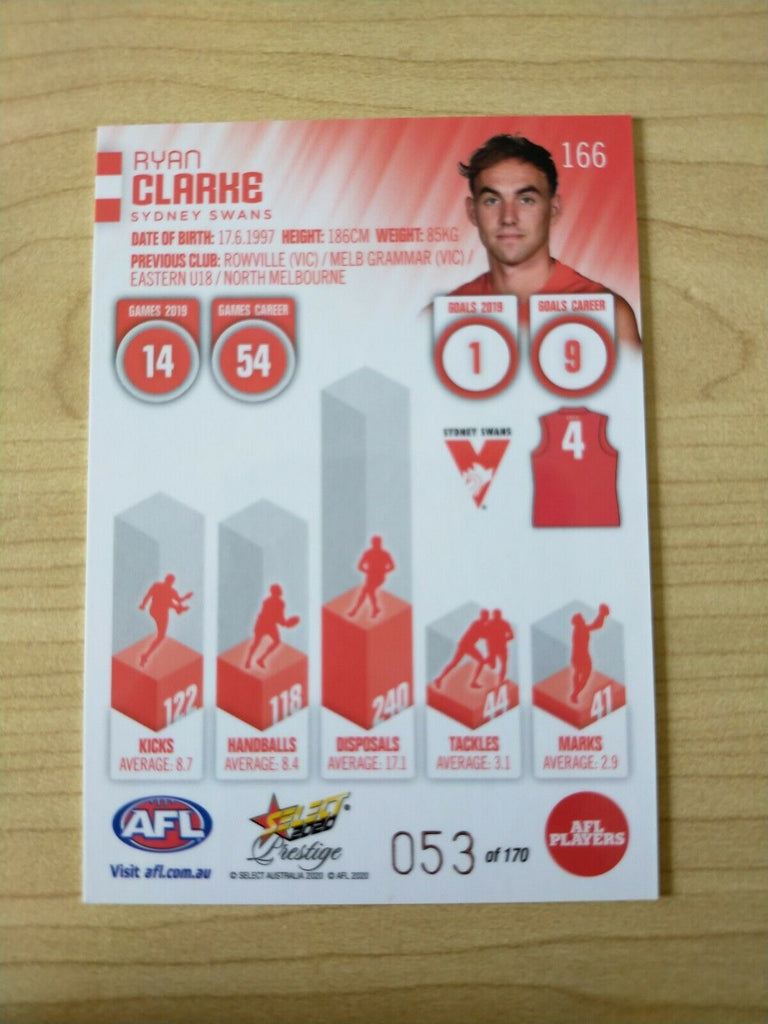 RYAN
CLARKE
SYDNEY SWANS
166
DATE OF BIRTH: 17.6.1997 HEIGHT: 186CM WEIGHT: 85KG
PREVIOUS CLUB: ROWVILLE (VIC) / MELB GRAMMAR (VIC) /
EASTERN U18 / NORTH MELBOURNE
GAMES 2019
14
GAMES CAREER
54
GOALS 2019
1
GOALS CAREER
9
SYDNEY SWANS
4
122
118
240
44
41
KICKS
AVERAGE: 8.7
HANDBALLS
AVERAGE: 8.4
DISPOSALS
AVERAGE: 17.1
TACKLES
AVERAGE: 3.1
MARKS
AVERAGE: 2.9
AFL
Visit afl.com.au
SELECT
2020
Prestige
© SELECT AUSTRALIA 2020 © AFL 2020
053 of 170
AFL
PLAYERS